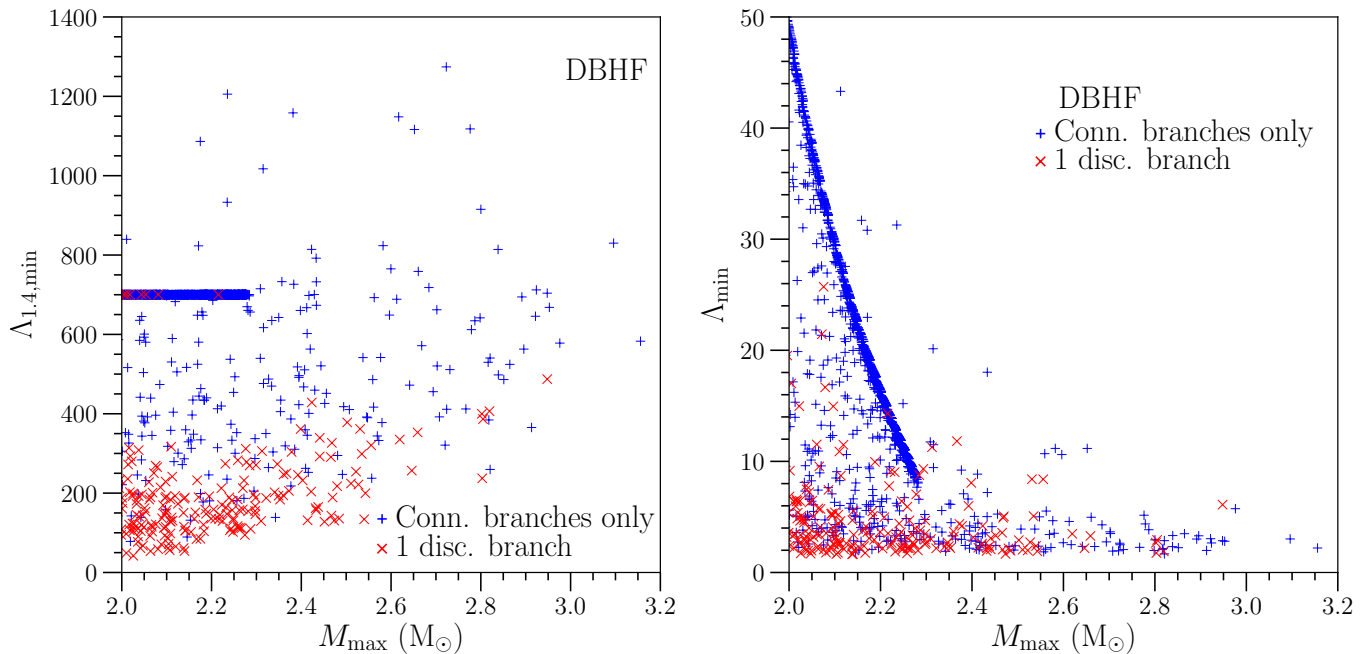 1400
1200
1000
800
600
400
200
0
Λ1.4,min
DBHF
+ Conn. branches only
× 1 disc. branch
2.0 2.2 2.4 2.6 2.8 3.0 3.2
Mmax (M⊙)
50
40
30
20
10
0
Λmin
DBHF
+ Conn. branches only
× 1 disc. branch
2.0 2.2 2.4 2.6 2.8 3.0 3.2
Mmax (M⊙)